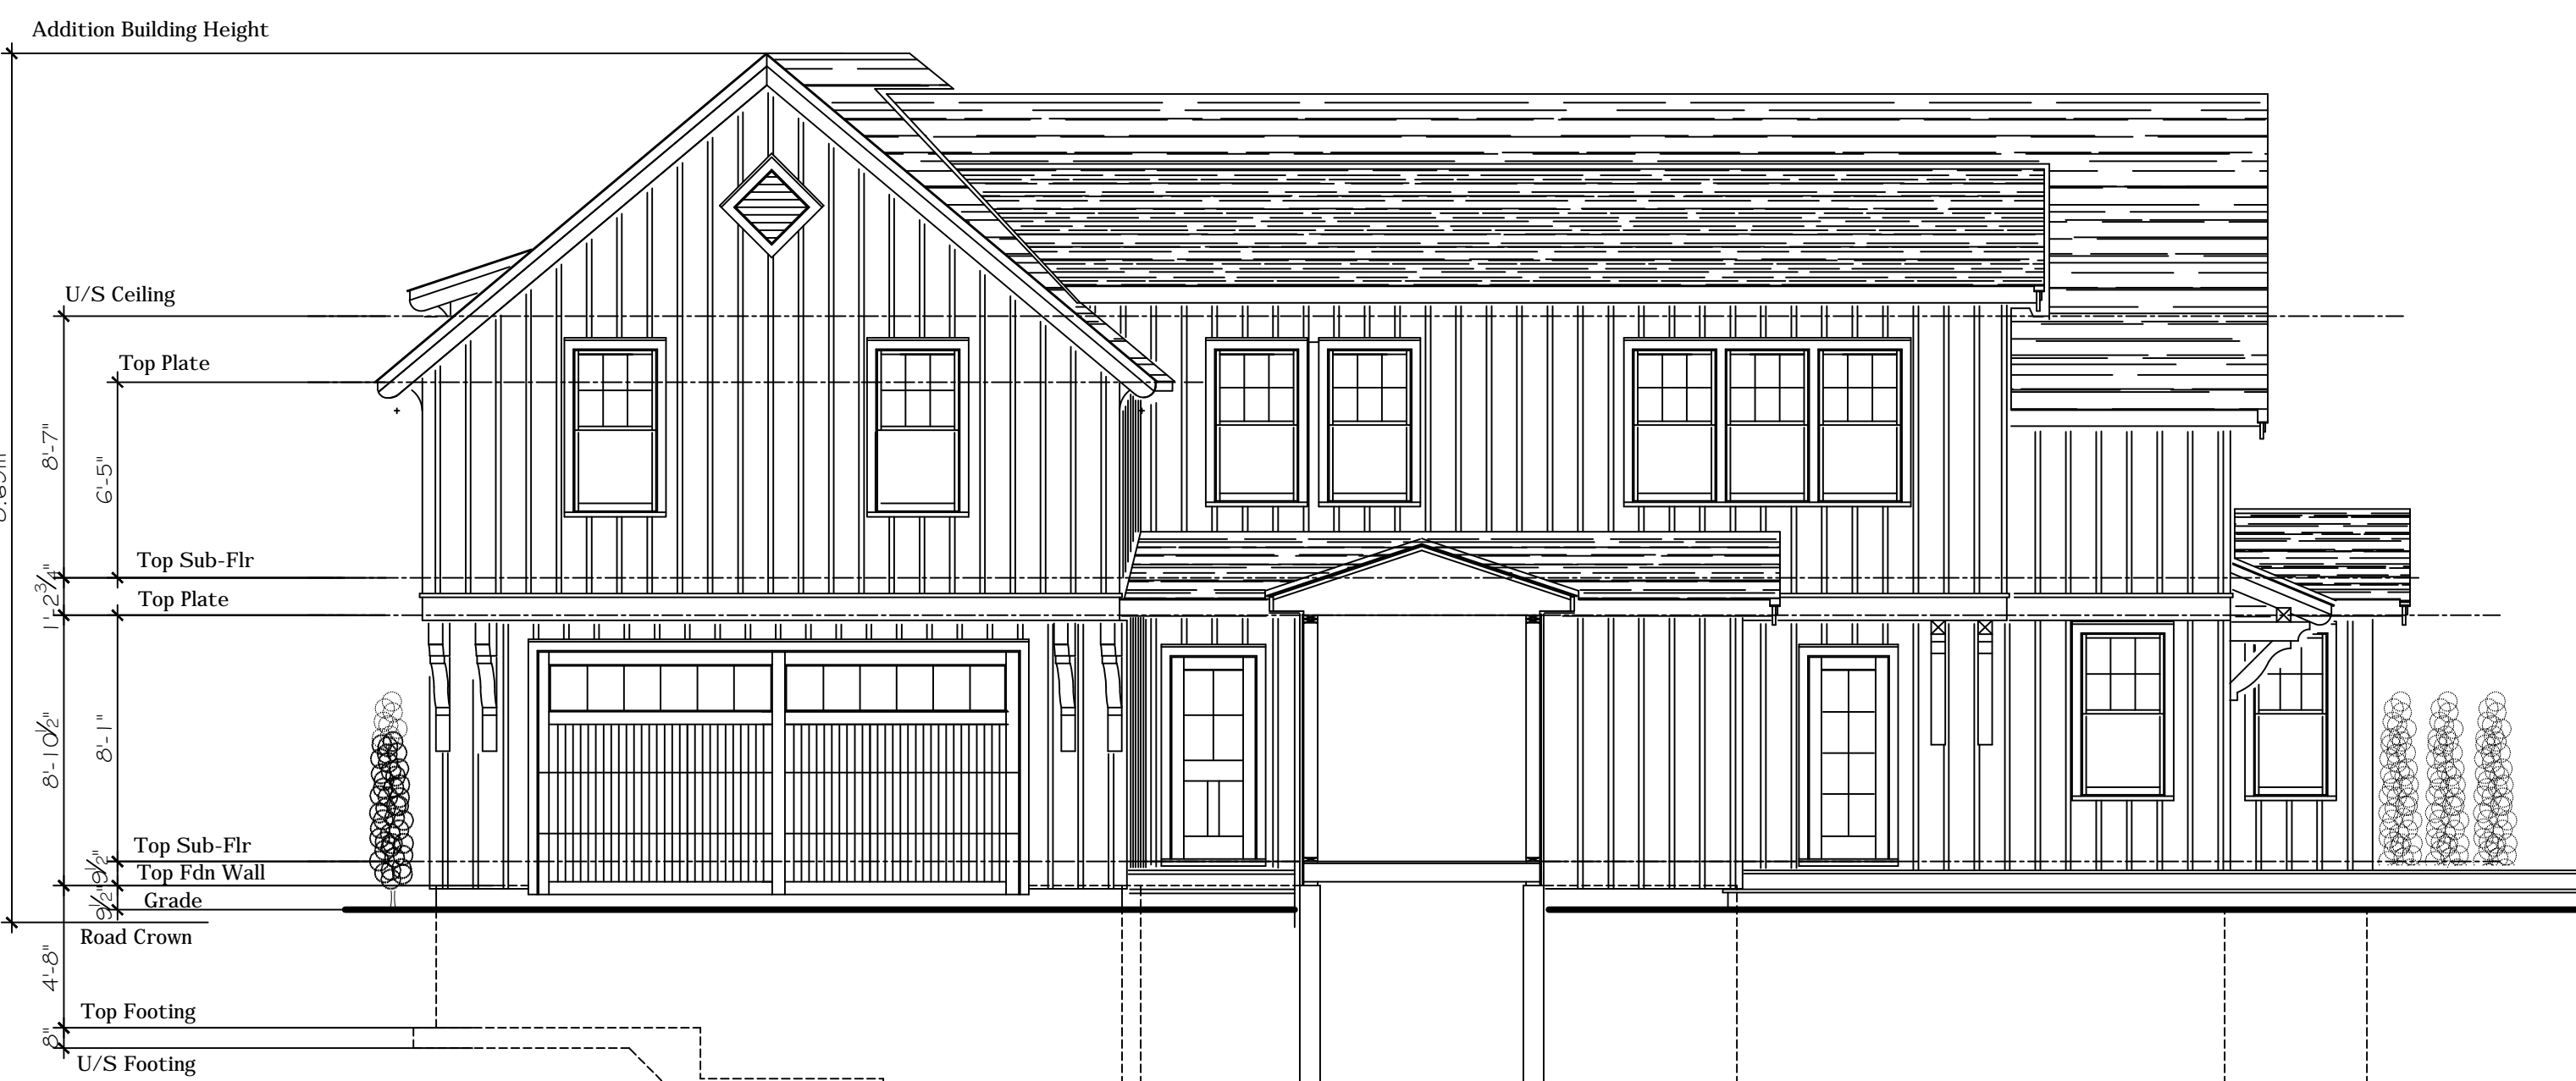 Addition Building Height
U/S Ceiling
Top Plate
8'-7"
6'-5"
Top Sub-Flr
1'-2¾"
Top Plate
8'-10½"
8'-1"
Top Sub-Flr
9½"
Top Fdn Wall
9½"
Grade
Road Crown
4'-8"
Top Footing
8"
U/S Footing